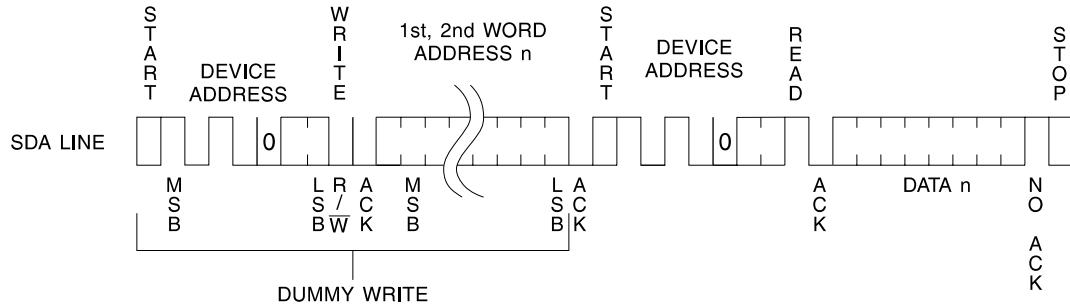 START
WRITE
1st, 2nd WORD
ADDRESS n
START
READ
STOP
DEVICE
ADDRESS
DEVICE
ADDRESS
SDA LINE
0
0
MSB
LSB
R/W
ACK
MSB
LSB
ACK
ACK
DATA n
NO ACK
DUMMY WRITE